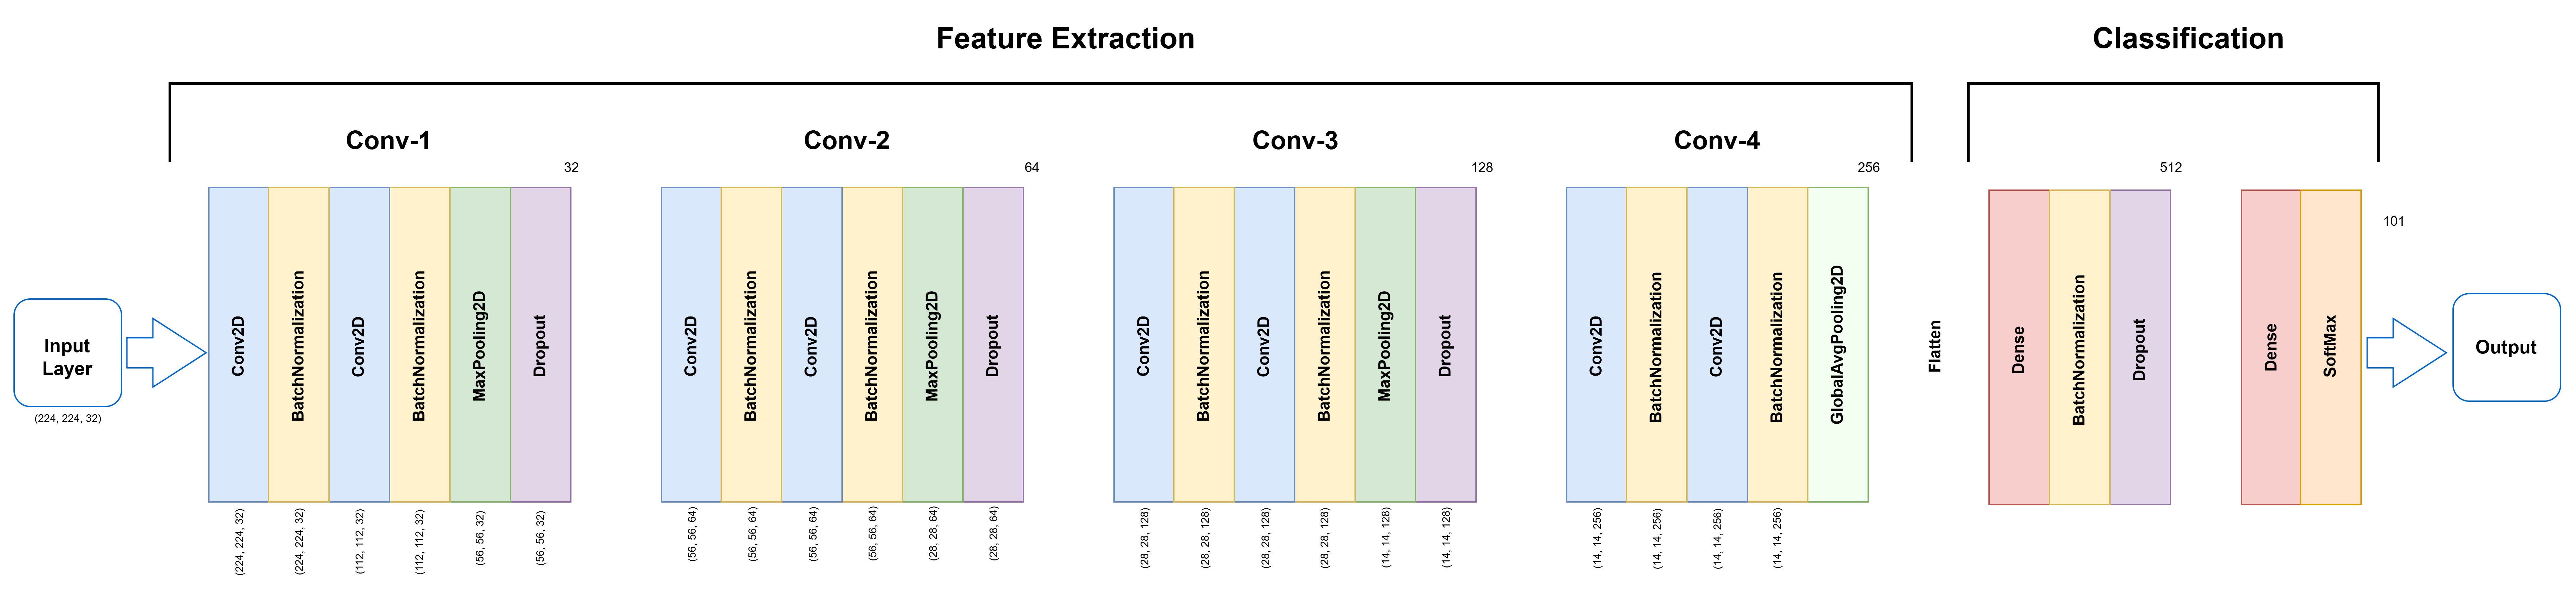 Feature Extraction
Classification
Conv-1
Conv-2
Conv-3
Conv-4
32
64
128
256
512
101
Input
Layer
(224, 224, 32)
Conv2D
BatchNormalization
Conv2D
BatchNormalization
MaxPooling2D
Dropout
(224, 224, 32)
(224, 224, 32)
(112, 112, 32)
(112, 112, 32)
(56, 56, 32)
(56, 56, 32)
Conv2D
BatchNormalization
Conv2D
BatchNormalization
MaxPooling2D
Dropout
(56, 56, 64)
(56, 56, 64)
(56, 56, 64)
(56, 56, 64)
(28, 28, 64)
(28, 28, 64)
Conv2D
BatchNormalization
Conv2D
BatchNormalization
MaxPooling2D
Dropout
(28, 28, 128)
(28, 28, 128)
(28, 28, 128)
(28, 28, 128)
(14, 14, 128)
(14, 14, 128)
Conv2D
BatchNormalization
Conv2D
BatchNormalization
GlobalAvgPooling2D
(14, 14, 256)
(14, 14, 256)
(14, 14, 256)
(14, 14, 256)
Flatten
Dense
BatchNormalization
Dropout
Dense
SoftMax
Output